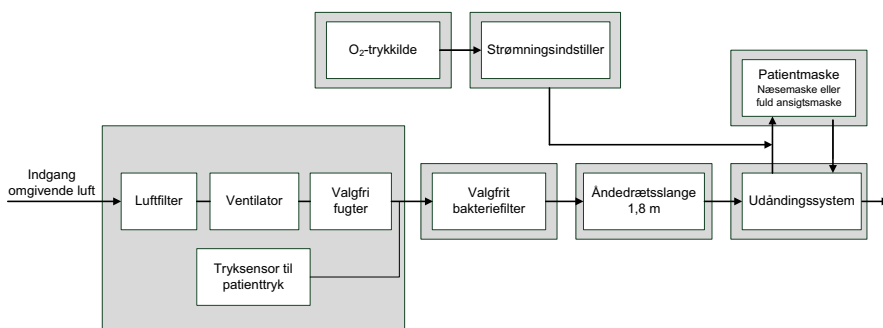 O₂-trykkilde
Strømningsindstiller
Patientmaske
Næsemaske eller
fuld ansigtsmaske
Indgang
omgivende luft
Luftfilter
Ventilator
Valgfri
fugter
Valgfrit
bakteriefilter
Åndedrætsslange
1,8 m
Udåndingssystem
Tryksensor til
patienttryk